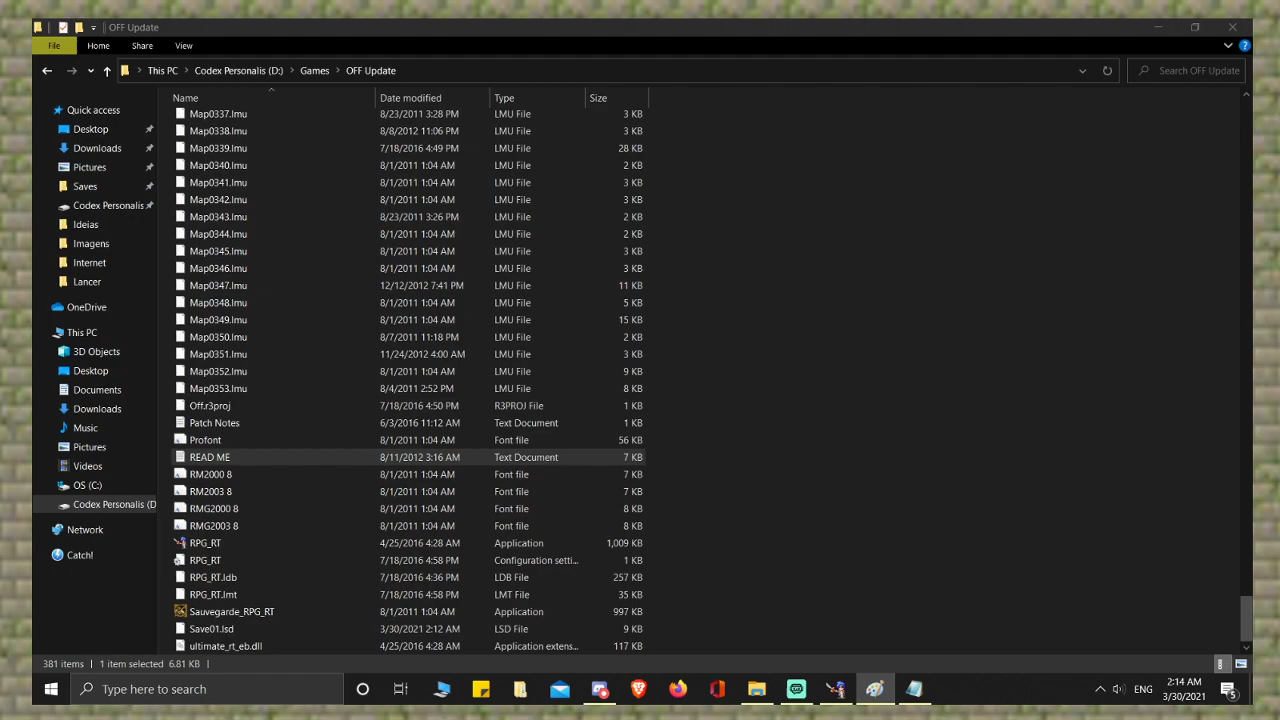 OFF Update
File Home Share View
This PC Codex Personalis (D:) Games OFF Update
Search OFF Update
Name Date modified Type Size
Quick access
Desktop
Downloads
Pictures
Saves
Codex Personalis
Ideias
Imagens
Internet
Lancer
OneDrive
This PC
3D Objects
Desktop
Documents
Downloads
Music
Pictures
Videos
OS (C:)
Codex Personalis (D
Network
Catch!
Map0337.lmu 8/23/2011 3:28 PM LMU File 3 KB
Map0338.lmu 8/8/2012 11:06 PM LMU File 3 KB
Map0339.lmu 7/18/2016 4:49 PM LMU File 28 KB
Map0340.lmu 8/1/2011 1:04 AM LMU File 2 KB
Map0341.lmu 8/1/2011 1:04 AM LMU File 3 KB
Map0342.lmu 8/1/2011 1:04 AM LMU File 3 KB
Map0343.lmu 8/23/2011 3:26 PM LMU File 2 KB
Map0344.lmu 8/1/2011 1:04 AM LMU File 2 KB
Map0345.lmu 8/1/2011 1:04 AM LMU File 3 KB
Map0346.lmu 8/1/2011 1:04 AM LMU File 3 KB
Map0347.lmu 12/12/2012 7:41 PM LMU File 11 KB
Map0348.lmu 8/1/2011 1:04 AM LMU File 5 KB
Map0349.lmu 8/1/2011 1:04 AM LMU File 15 KB
Map0350.lmu 8/7/2011 11:18 PM LMU File 2 KB
Map0351.lmu 11/24/2012 4:00 AM LMU File 3 KB
Map0352.lmu 8/1/2011 1:04 AM LMU File 9 KB
Map0353.lmu 8/4/2011 2:52 PM LMU File 8 KB
Off.r3proj 7/18/2016 4:50 PM R3PROJ File 1 KB
Patch Notes 6/3/2016 11:12 AM Text Document 1 KB
Profont 8/1/2011 1:04 AM Font file 56 KB
READ ME 8/11/2012 3:16 AM Text Document 7 KB
RM2000 8 8/1/2011 1:04 AM Font file 7 KB
RM2003 8 8/1/2011 1:04 AM Font file 7 KB
RMG2000 8 8/1/2011 1:04 AM Font file 8 KB
RMG2003 8 8/1/2011 1:04 AM Font file 8 KB
RPG_RT 4/25/2016 4:28 AM Application 1,009 KB
RPG_RT 7/18/2016 4:58 PM Configuration setti... 1 KB
RPG_RT.ldb 7/18/2016 4:36 PM LDB File 257 KB
RPG_RT.lmt 7/18/2016 4:58 PM LMT File 35 KB
Sauvegarde_RPG_RT 8/1/2011 1:04 AM Application 997 KB
Save01.lsd 3/30/2021 2:12 AM LSD File 9 KB
ultimate_rt_eb.dll 4/25/2016 4:28 AM Application extens... 117 KB
381 items 1 item selected 6.81 KB
Type here to search
ENG
2:14 AM
3/30/2021
5